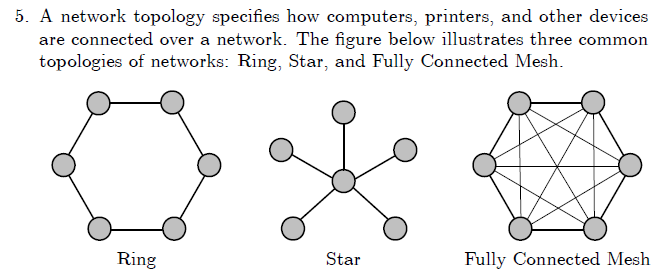 5. A network topology specifies how computers, printers, and other devices
are connected over a network. The figure below illustrates three common
topologies of networks: Ring, Star, and Fully Connected Mesh.
Ring
Star
Fully Connected Mesh